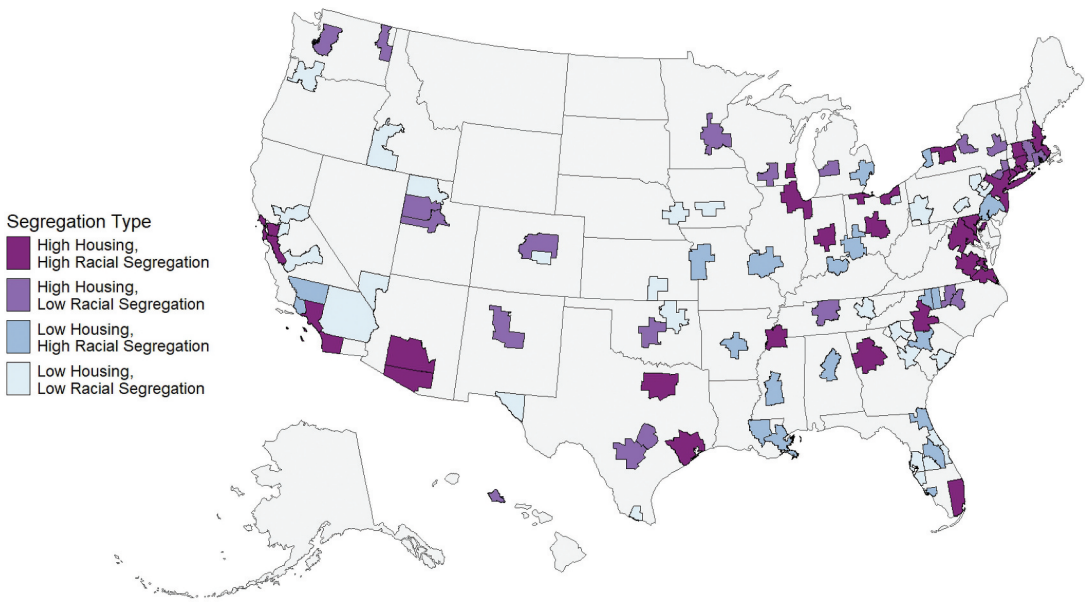 Segregation Type
High Housing,
High Racial Segregation
High Housing,
Low Racial Segregation
Low Housing,
High Racial Segregation
Low Housing,
Low Racial Segregation